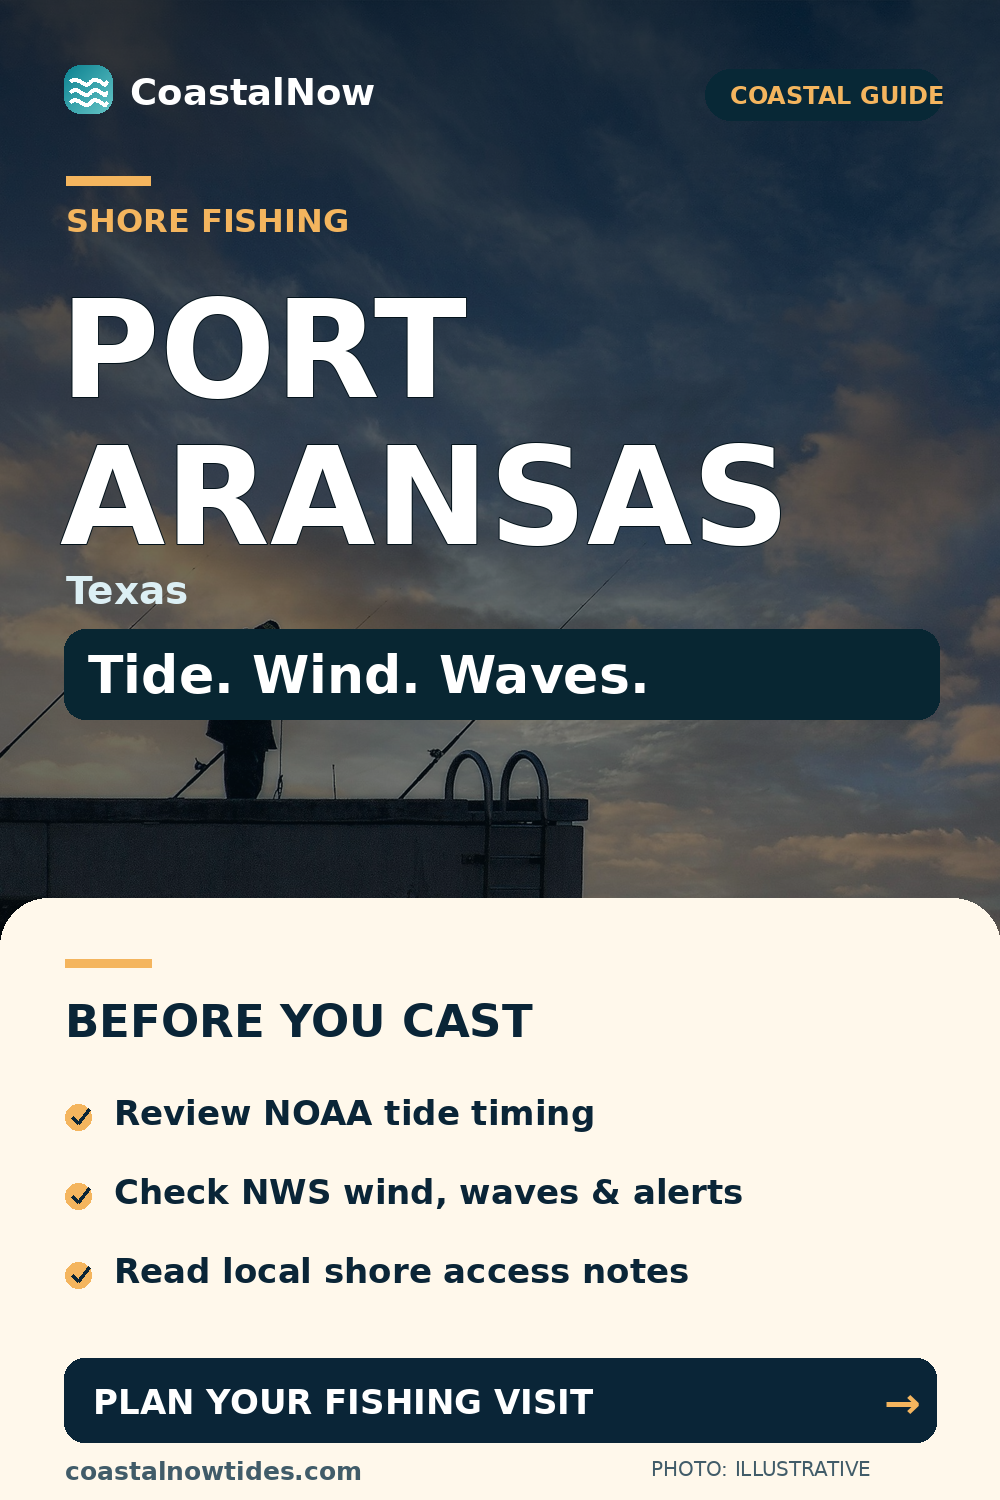 CoastalNow
COASTAL GUIDE
SHORE FISHING
PORT
ARANSAS
Texas
Tide. Wind. Waves.
BEFORE YOU CAST
Review NOAA tide timing
Check NWS wind, waves & alerts
Read local shore access notes
PLAN YOUR FISHING VISIT →
coastalnowtides.com
PHOTO: ILLUSTRATIVE